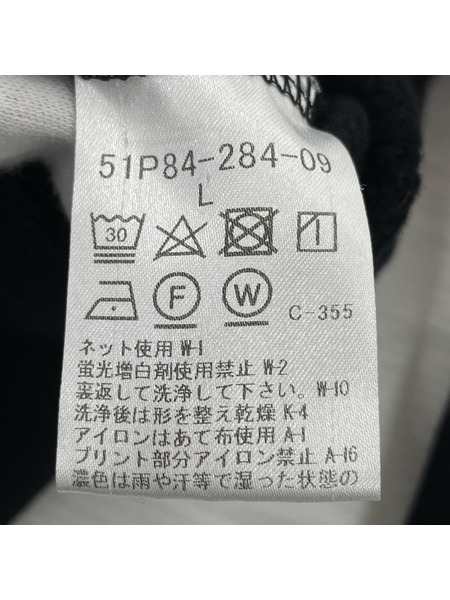 51P84-284-09
L
30
F W C-355
ネット使用 W-1
蛍光増白剤使用禁止 W-2
裏返して洗浄して下さい。W-10
洗浄後は形を整え乾燥 K-4
アイロンはあて布使用 A-1
プリント部分アイロン禁止 A-16
濃色は雨や汗等で湿った状態の